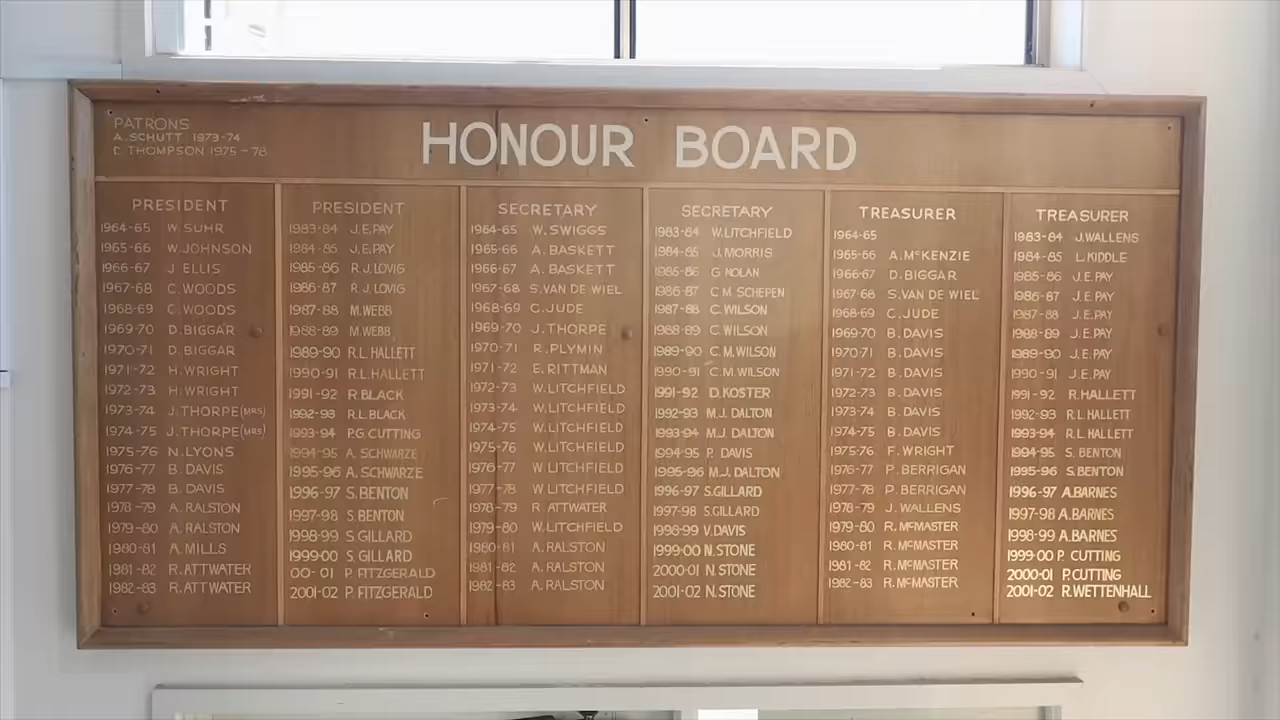 PATRONS
A. SCHUTT 1973-74
C. THOMPSON 1975-78
HONOUR BOARD
PRESIDENT
1964-65 W. SUHR
1965-66 W. JOHNSON
1966-67 J. ELLIS
1967-68 C. WOODS
1968-69 C. WOODS
1969-70 D. BIGGAR
1970-71 D. BIGGAR
1971-72 H. WRIGHT
1972-73 H. WRIGHT
1973-74 J. THORPE (MRS)
1974-75 J. THORPE (MRS)
1975-76 N. LYONS
1976-77 B. DAVIS
1977-78 B. DAVIS
1978-79 A. RALSTON
1979-80 A. RALSTON
1980-81 A. MILLS
1981-82 R. ATTWATER
1982-83 R. ATTWATER
PRESIDENT
1983-84 J.E. PAY
1984-85 J.E. PAY
1985-86 R.J. LOVIG
1986-87 R.J. LOVIG
1987-88 M. WEBB
1988-89 M. WEBB
1989-90 R.L. HALLETT
1990-91 R.L. HALLETT
1991-92 R. BLACK
1992-93 R.L. BLACK
1993-94 P.G. CUTTING
1994-95 A. SCHWARZE
1995-96 A. SCHWARZE
1996-97 S. BENTON
1997-98 S. BENTON
1998-99 S. GILLARD
1999-00 S. GILLARD
00-01 P. FITZGERALD
2001-02 P. FITZGERALD
SECRETARY
1964-65 W. SWIGGS
1965-66 A. BASKETT
1966-67 A. BASKETT
1967-68 S. VAN DE WIEL
1968-69 C. JUDE
1969-70 J. THORPE
1970-71 R. PLYMIN
1971-72 E. RITTMAN
1972-73 W. LITCHFIELD
1973-74 W. LITCHFIELD
1974-75 W. LITCHFIELD
1975-76 W. LITCHFIELD
1976-77 W. LITCHFIELD
1977-78 W. LITCHFIELD
1978-79 R. ATTWATER
1979-80 W. LITCHFIELD
1980-81 A. RALSTON
1981-82 A. RALSTON
1982-83 A. RALSTON
SECRETARY
1983-84 W. LITCHFIELD
1984-85 J. MORRIS
1985-86 G. NOLAN
1986-87 C.M. SCHEPEN
1987-88 C. WILSON
1988-89 C. WILSON
1989-90 C.M. WILSON
1990-91 C.M. WILSON
1991-92 D. KOSTER
1992-93 M.J. DALTON
1993-94 M.J. DALTON
1994-95 P. DAVIS
1995-96 M.J. DALTON
1996-97 S. GILLARD
1997-98 S. GILLARD
1998-99 V. DAVIS
1999-00 N. STONE
2000-01 N. STONE
2001-02 N. STONE
TREASURER
1964-65
1965-66 A. McKENZIE
1966-67 D. BIGGAR
1967-68 S. VAN DE WIEL
1968-69 C. JUDE
1969-70 B. DAVIS
1970-71 B. DAVIS
1971-72 B. DAVIS
1972-73 B. DAVIS
1973-74 B. DAVIS
1974-75 B. DAVIS
1975-76 F. WRIGHT
1976-77 P. BERRIGAN
1977-78 P. BERRIGAN
1978-79 J. WALLENS
1979-80 R. McMASTER
1980-81 R. McMASTER
1981-82 R. McMASTER
1982-83 R. McMASTER
TREASURER
1983-84 J. WALLENS
1984-85 L. KIDDLE
1985-86 J.E. PAY
1986-87 J.E. PAY
1987-88 J.E. PAY
1988-89 J.E. PAY
1989-90 J.E. PAY
1990-91 J.E. PAY
1991-92 R. HALLETT
1992-93 R.L. HALLETT
1993-94 R.L. HALLETT
1994-95 S. BENTON
1995-96 S. BENTON
1996-97 A. BARNES
1997-98 A. BARNES
1998-99 A. BARNES
1999-00 P. CUTTING
2000-01 P. CUTTING
2001-02 R. WETTENHALL